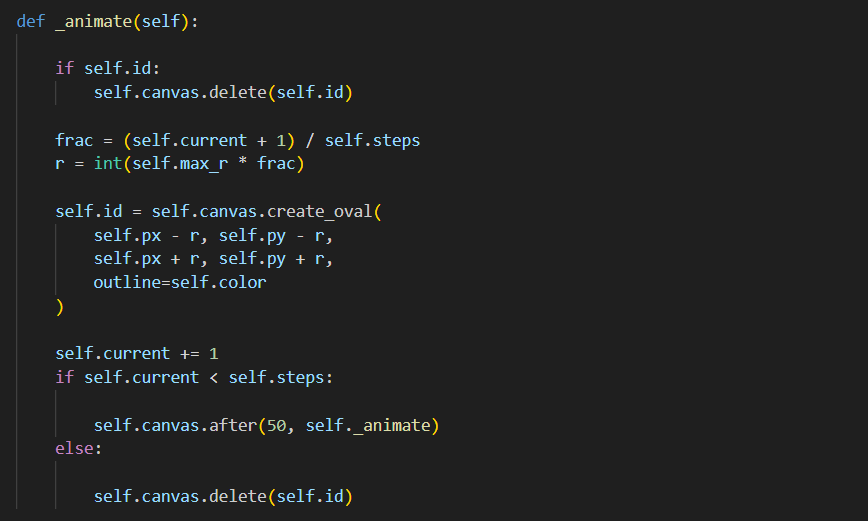 def _animate(self):
if self.id:
self.canvas.delete(self.id)
frac = (self.current + 1) / self.steps
r = int(self.max_r * frac)
self.id = self.canvas.create_oval(
self.px - r, self.py - r,
self.px + r, self.py + r,
outline=self.color
)
self.current += 1
if self.current < self.steps:
self.canvas.after(50, self._animate)
else:
self.canvas.delete(self.id)